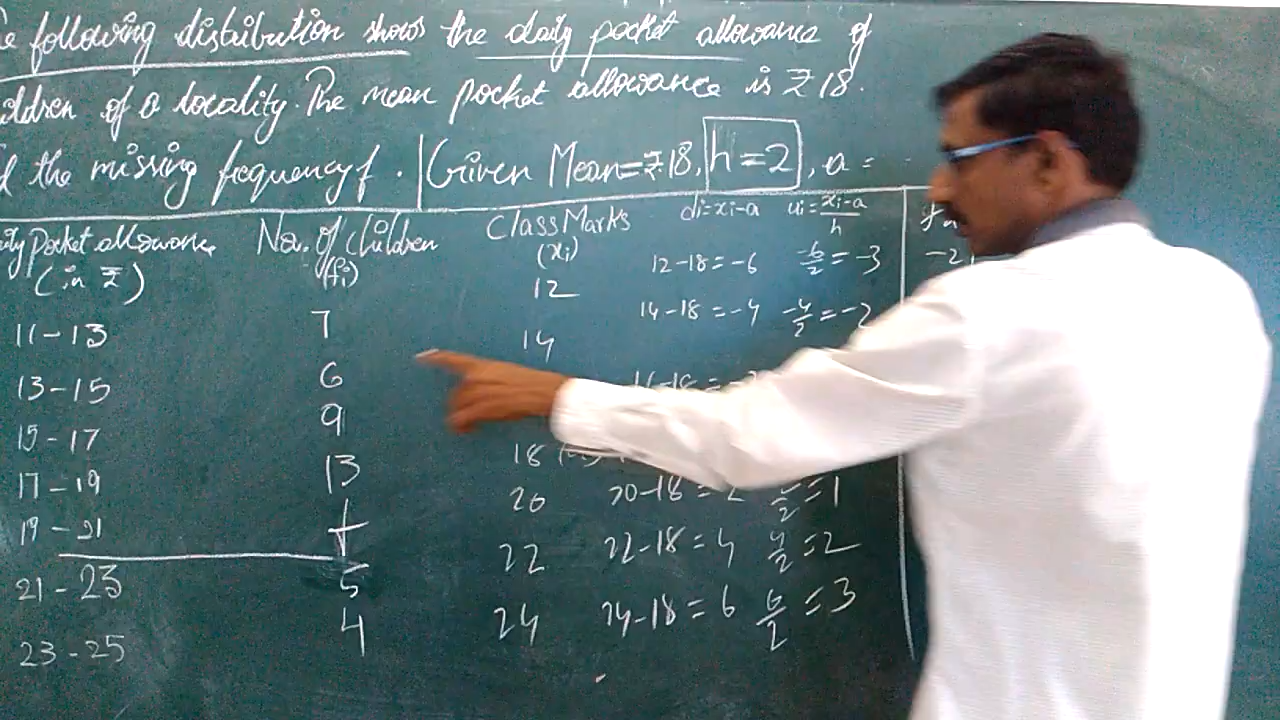 following distribution shows the daily pocket allowance of
ildren of a locality. The mean pocket allowance is ₹18.
d the missing frequency f. | Given Mean = ₹18, h = 2, a =
ity Pocket allowance No. of children Class Marks di = xi-a ui = xi-a/h
(in ₹) (fi) (xi)
11-13 7 12 12-18 = -6 -6/2 = -3 -21
13-15 6 14 14-18 = -4 -4/2 = -2
15-17 9
17-19 13 18
19-21 f 20 20-18 = 2 2/2 = 1
21-23 5 22 22-18 = 4 4/2 = 2
23-25 4 24 24-18 = 6 6/2 = 3